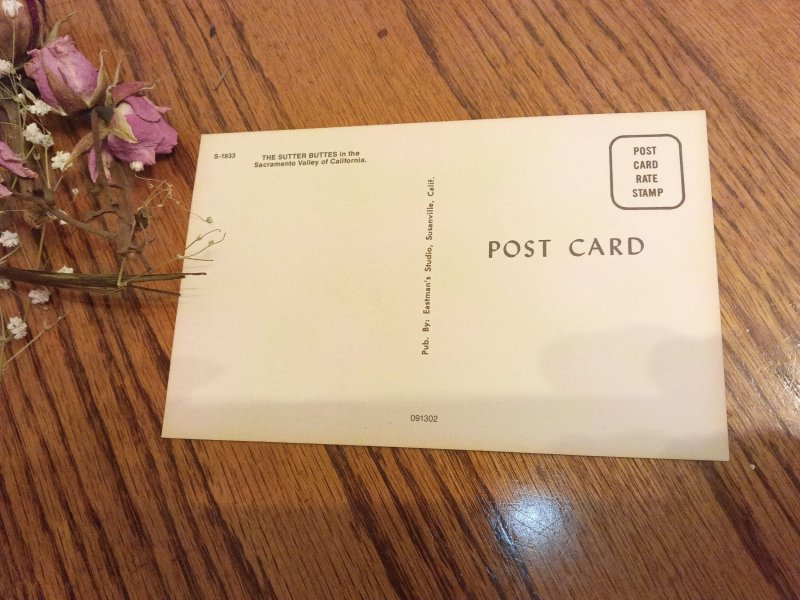 S-1933
THE SUTTER BUTTES in the
Sacramento Valley of California.
Pub. By: Eastman's Studio, Susanville, Calif.
POST
CARD
RATE
STAMP
POST CARD
091302